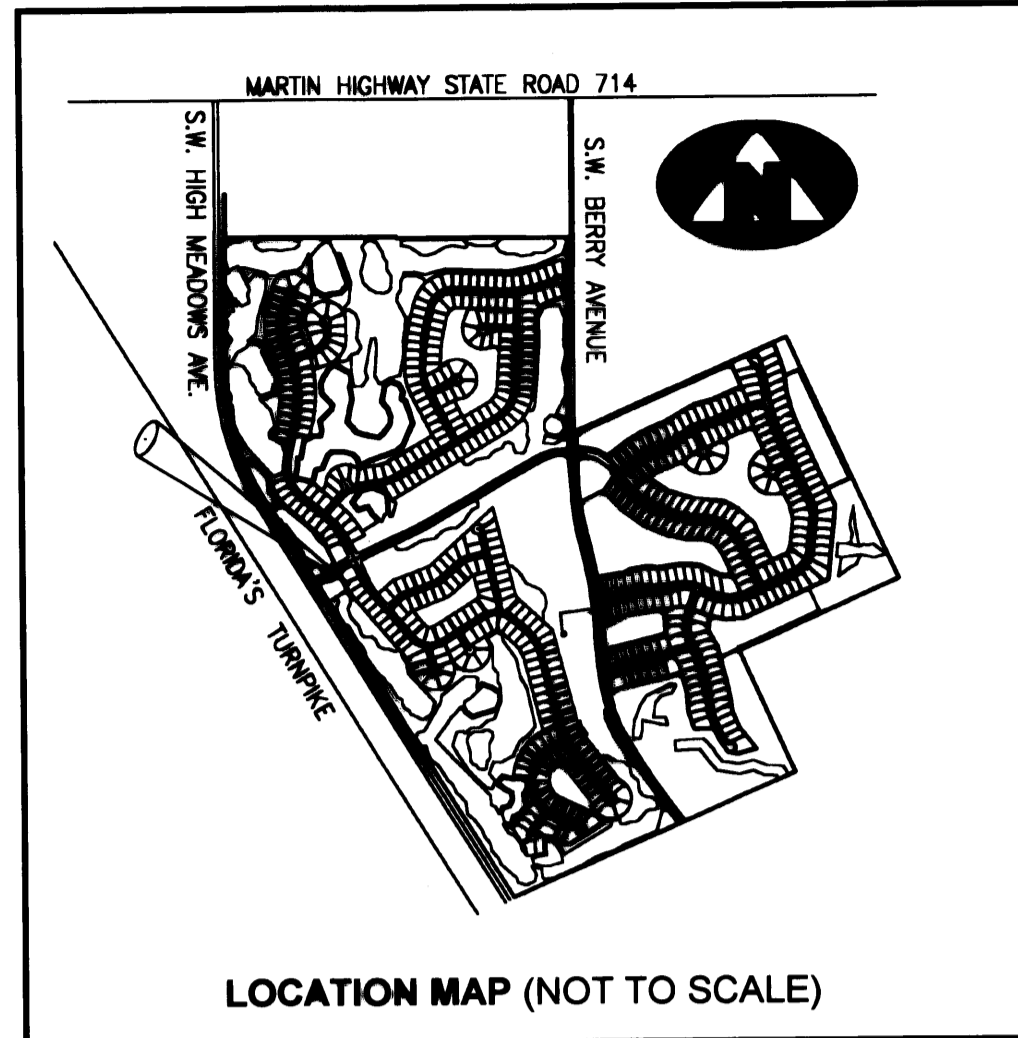 MARTIN HIGHWAY STATE ROAD 714
S.W. HIGH MEADOWS AVE.
S.W. BERRY AVENUE
N
FLORIDA'S TURNPIKE
LOCATION MAP (NOT TO SCALE)